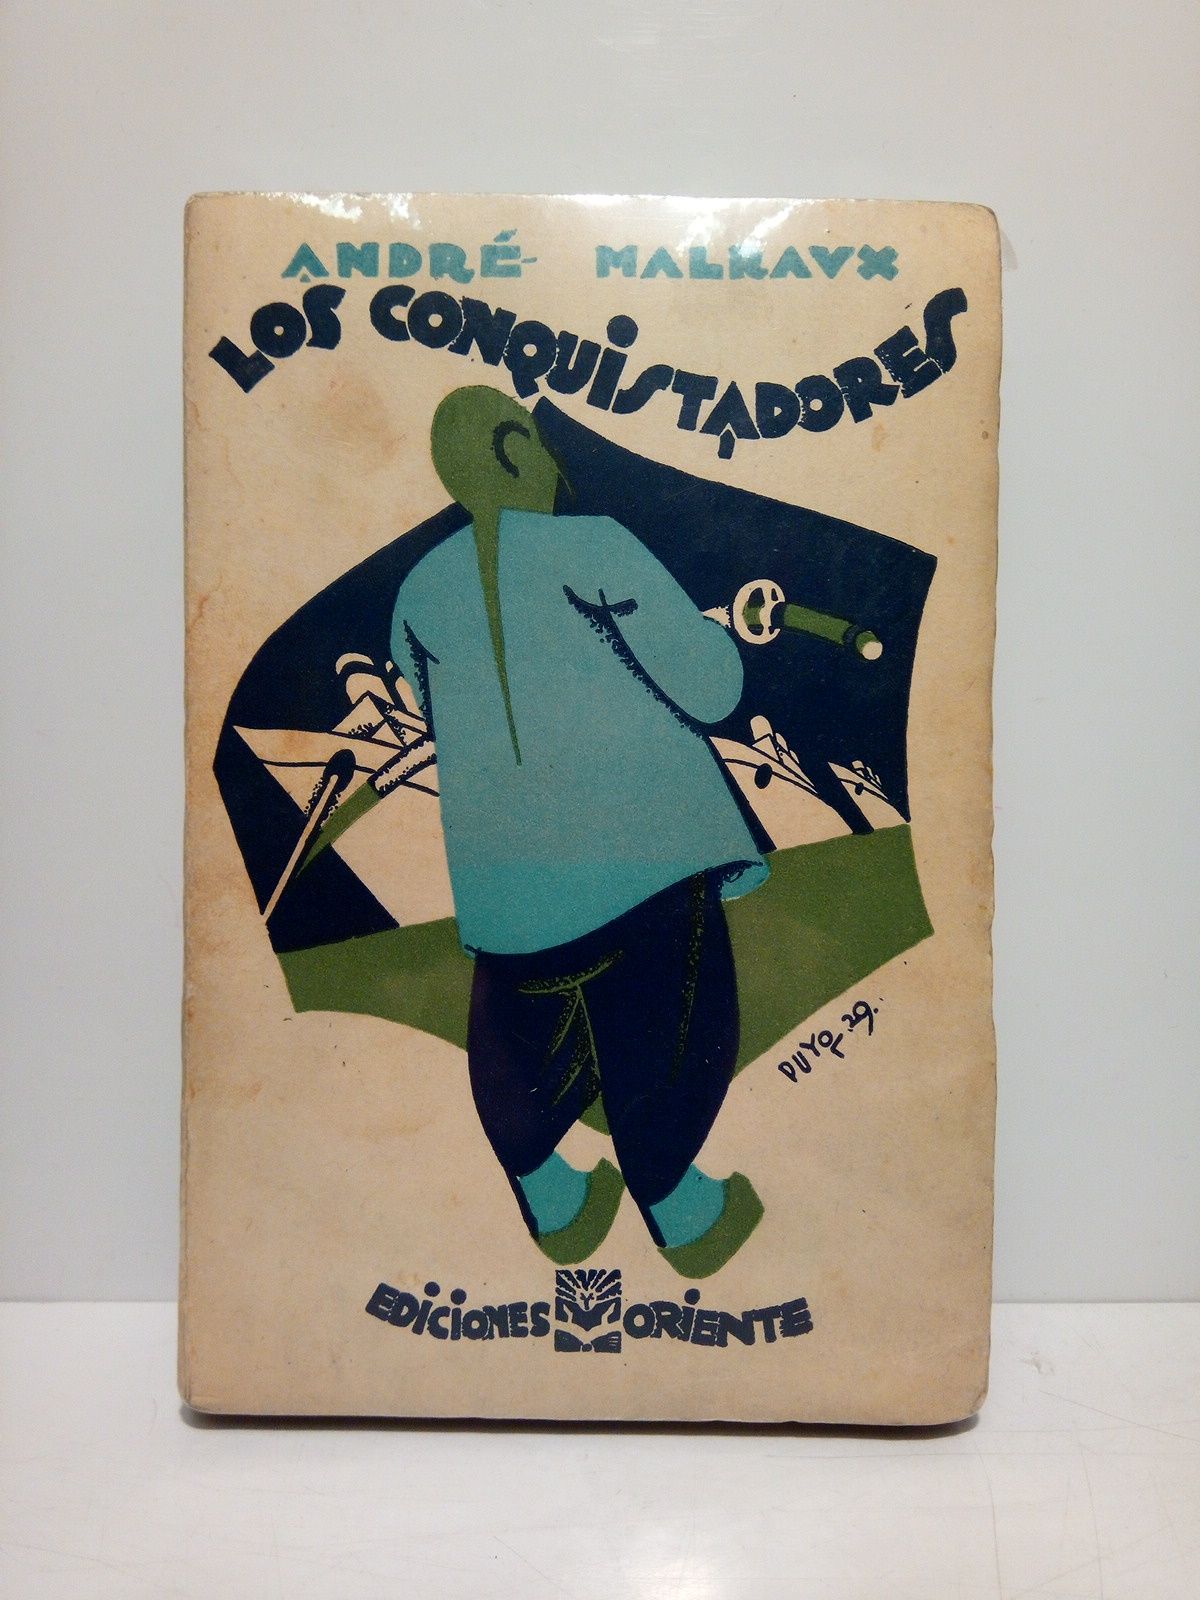 ANDRÉ MALRAUX
LOS CONQUiSTADORES
PUYOL.29.
EDiCiONES ORiENTE